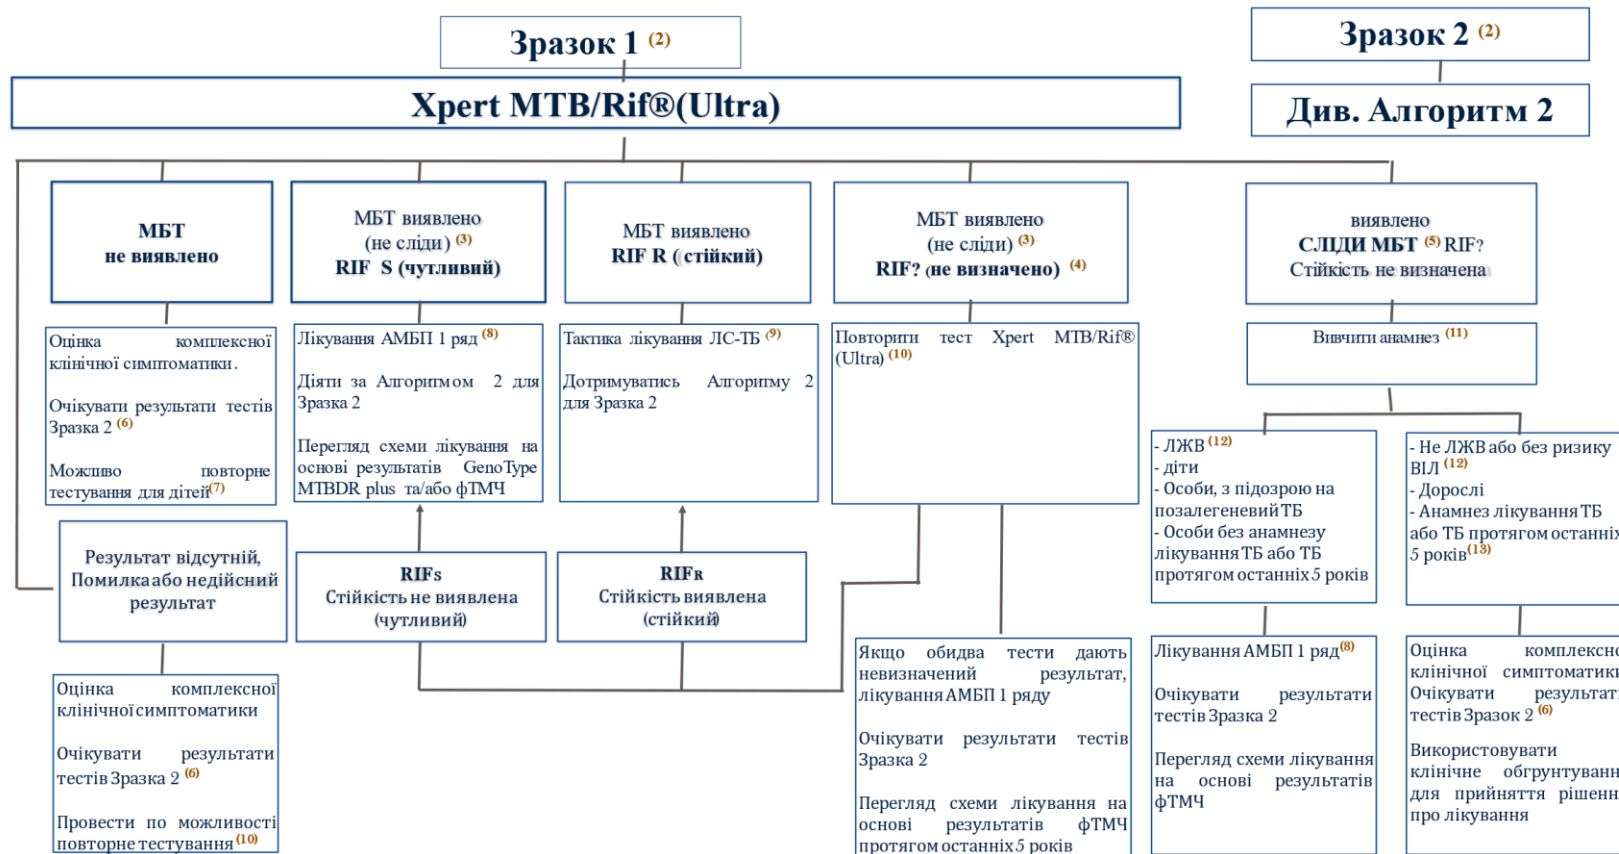 Зразок 1 (2)
Зразок 2 (2)
Xpert MTB/Rif®(Ultra)
Див. Алгоритм 2
МБТ
не виявлено
МБТ виявлено
(не сліди) (3)
RIF S (чутливий)
МБТ виявлено
RIF R ( стійкий)
МБТ виявлено
(не сліди) (3)
RIF? (не визначено) (4)
виявлено
СЛІДИ МБТ (5) RIF?
Стійкість не визначена
Оцінка комплексної
клінічної симптоматики.
Очікувати результати тестів
Зразка 2 (6)
Можливо повторне
тестування для дітей(7)
Лікування АМБП 1 ряд (8)
Діяти за Алгоритмом 2 для
Зразка 2
Перегляд схеми лікування на
основі результатів GenoType
MTBDR plus та/або фТМЧ
Тактика лікування ЛС-ТБ (9)
Дотримуватись Алгоритму 2
для Зразка 2
Повторити тест Xpert MTB/Rif®
(Ultra) (10)
Вивчити анамнез (11)
- ЛЖВ (12)
- діти
- Особи, з підозрою на
позалегеневий ТБ
- Особи без анамнезу
лікування ТБ або ТБ
протягом останніх 5 років
- Не ЛЖВ або без ризику
ВІЛ (12)
- Дорослі
- Анамнез лікування ТБ
або ТБ протягом останніх
5 років(13)
Результат відсутній,
Помилка або недійсний
результат
RIFs
Стійкість не виявлена
(чутливий)
RIFR
Стійкість виявлена
(стійкий)
Оцінка комплексної
клінічної симптоматики
Очікувати результати
тестів Зразка 2 (6)
Провести по можливості
повторне тестування (10)
Якщо обидва тести дають
невизначений результат,
лікування АМБП 1 ряду
Очікувати результати тестів
Зразка 2
Перегляд схеми лікування на
основі результатів фТМЧ
протягом останніх 5 років
Лікування АМБП 1 ряд(8)
Очікувати результати
тестів Зразка 2
Перегляд схеми лікування
на основі результатів
фТМЧ
Оцінка комплексно
клінічної симптоматики
Очікувати результат
тестів Зразок 2 (6)
Використовувати
клінічне обгрунтуванн
для прийняття рішенн
про лікування